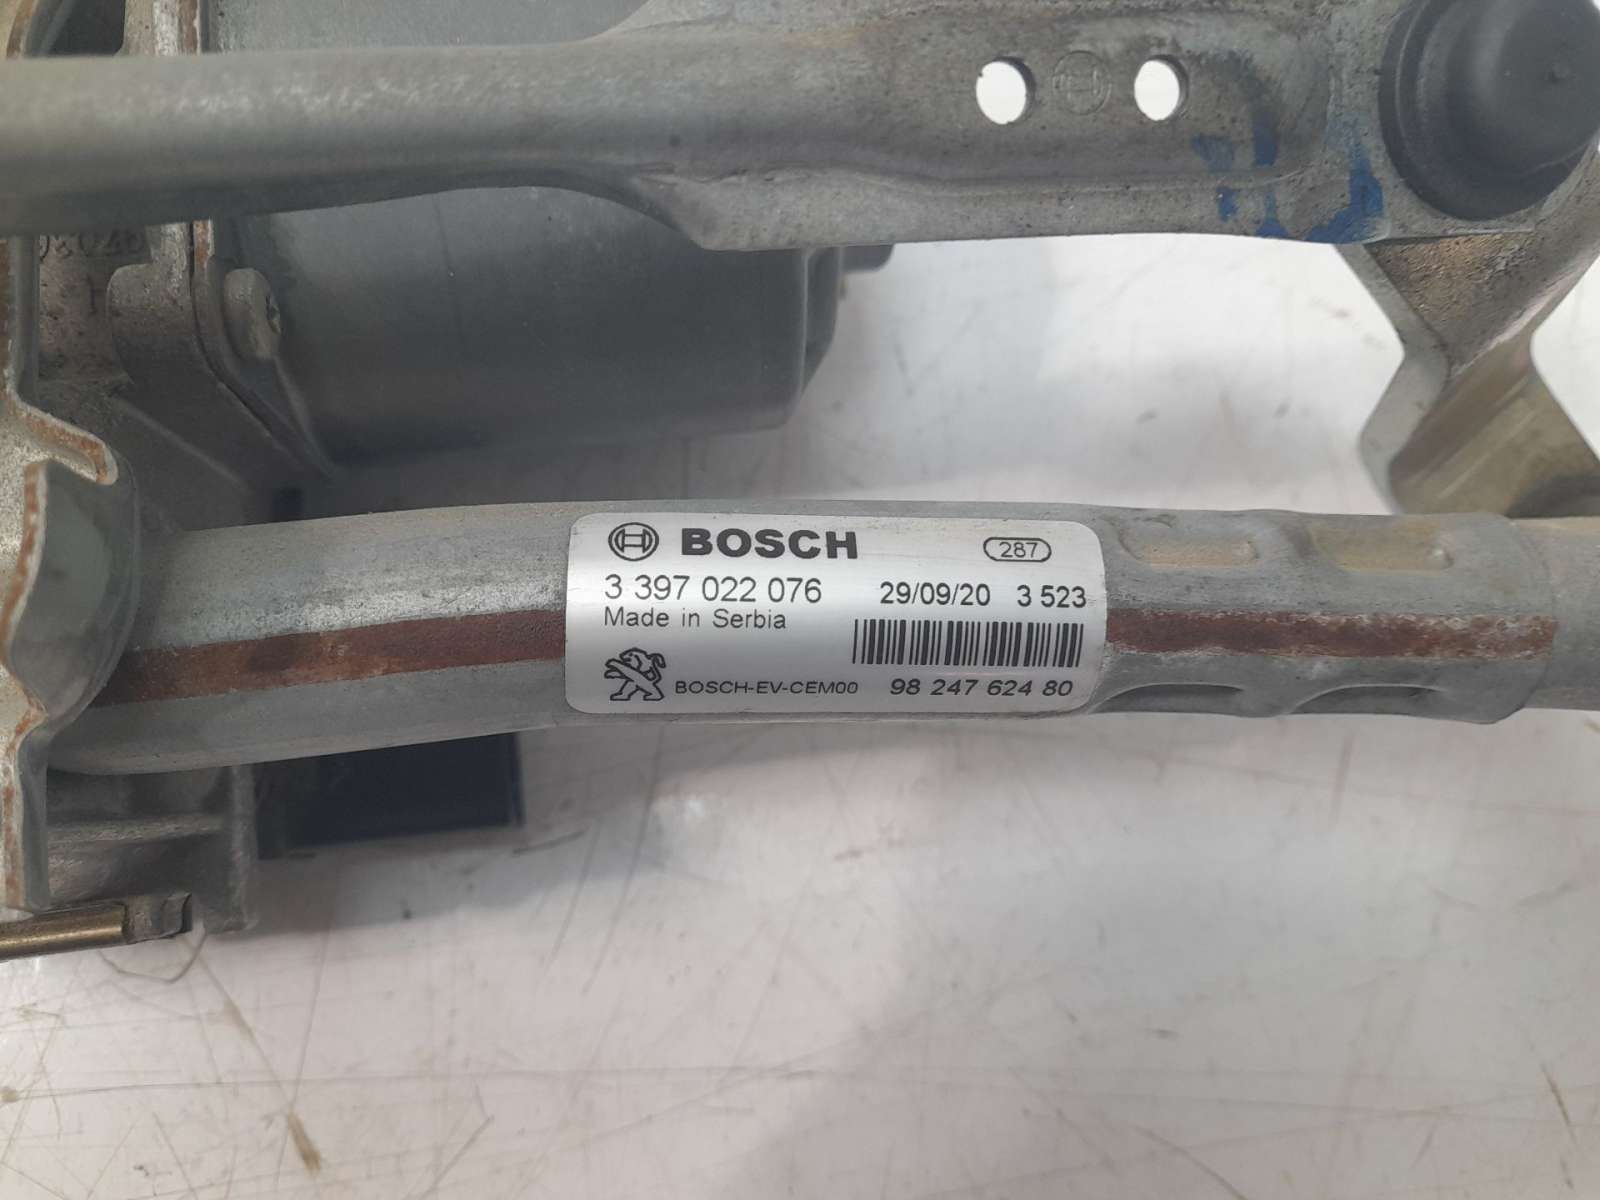 BOSCH 287
3 397 022 076 29/09/20 3 523
Made in Serbia
BOSCH-EV-CEM00 98 247 624 80